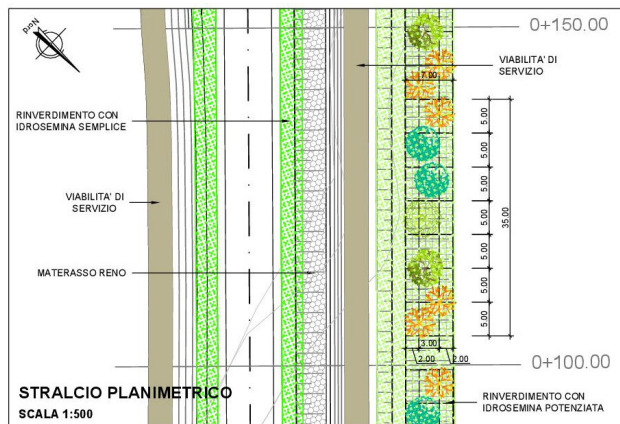 Nord
0+150.00
VIABILITA' DI
SERVIZIO
7.00
RINVERDIMENTO CON
IDROSEMINA SEMPLICE
5.00
5.00
5.00
5.00
5.00
5.00
5.00
35.00
VIABILITA' DI
SERVIZIO
MATERASSO RENO
3.00
2.00
2.00
0+100.00
STRALCIO PLANIMETRICO
SCALA 1:500
RINVERDIMENTO CON
IDROSEMINA POTENZIATA